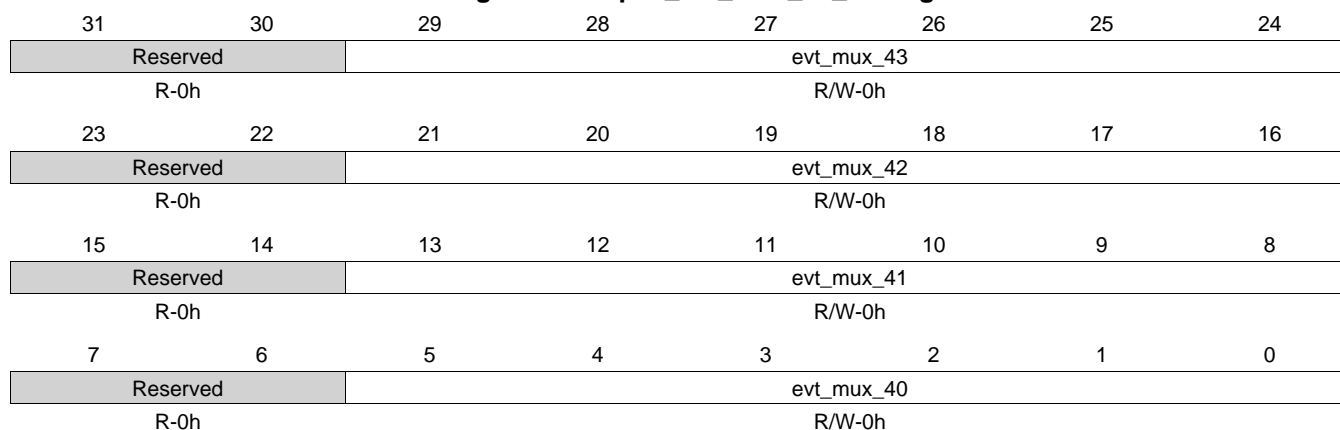 31 30 29 28 27 26 25 24
Reserved evt_mux_43
R-0h R/W-0h
23 22 21 20 19 18 17 16
Reserved evt_mux_42
R-0h R/W-0h
15 14 13 12 11 10 9 8
Reserved evt_mux_41
R-0h R/W-0h
7 6 5 4 3 2 1 0
Reserved evt_mux_40
R-0h R/W-0h